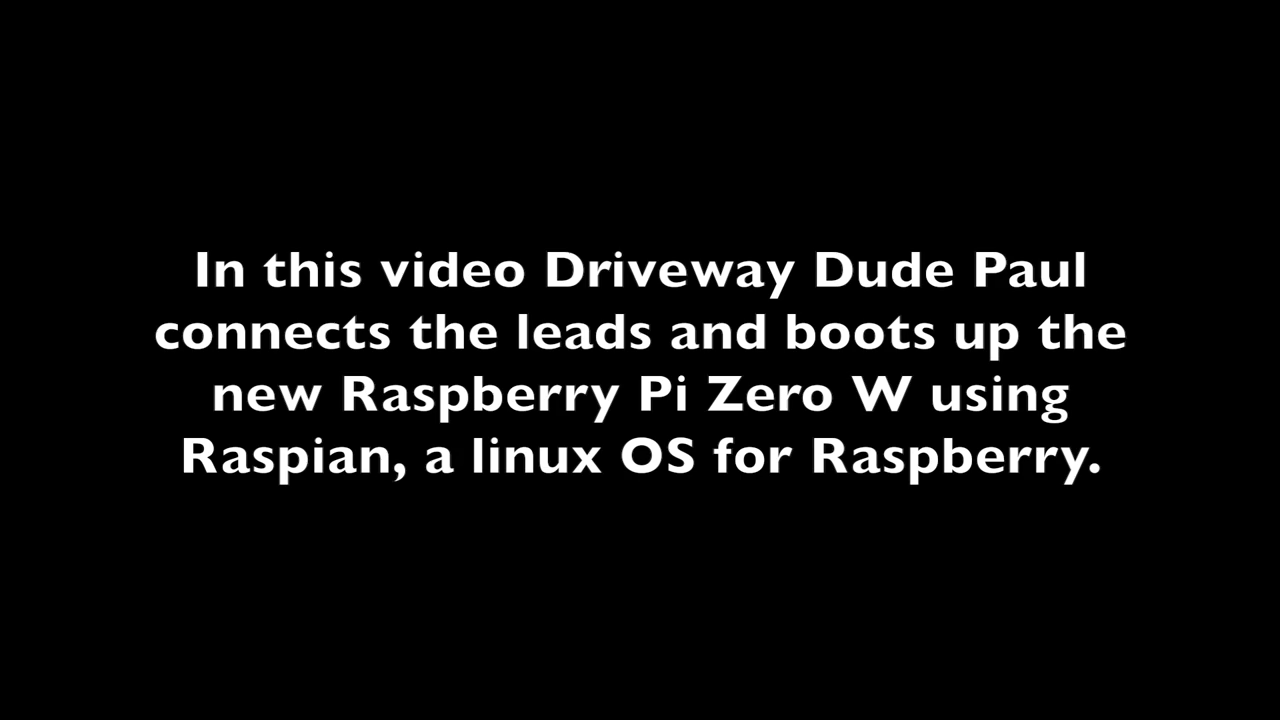 In this video Driveway Dude Paul
connects the leads and boots up the
new Raspberry Pi Zero W using
Raspian, a linux OS for Raspberry.